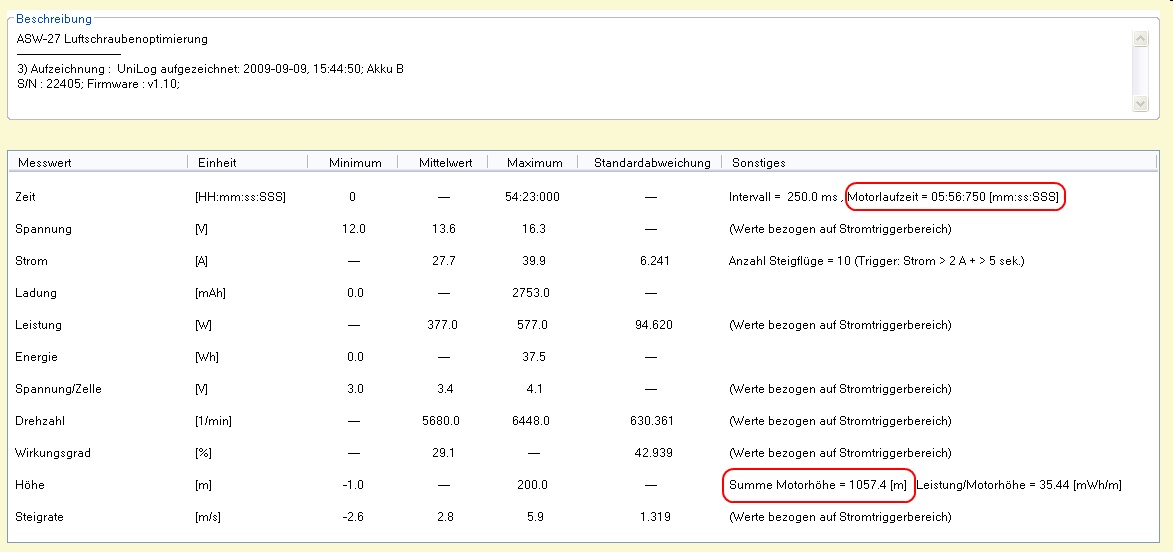 Beschreibung
ASW-27 Luftschraubenoptimierung
3) Aufzeichnung : UniLog aufgezeichnet: 2009-09-09, 15:44:50; Akku B
S/N : 22405; Firmware : v1.10;
Messwert Einheit Minimum Mittelwert Maximum Standardabweichung Sonstiges
Zeit [HH:mm:ss:SSS] 0 — 54:23:000 — Intervall = 250.0 ms , Motorlaufzeit = 05:56:750 [mm:ss:SSS]
Spannung [V] 12.0 13.6 16.3 — (Werte bezogen auf Stromtriggerbereich)
Strom [A] — 27.7 39.9 6.241 Anzahl Steigflüge = 10 (Trigger: Strom > 2 A + > 5 sek.)
Ladung [mAh] 0.0 — 2753.0 —
Leistung [W] — 377.0 577.0 94.620 (Werte bezogen auf Stromtriggerbereich)
Energie [Wh] 0.0 — 37.5 —
Spannung/Zelle [V] 3.0 3.4 4.1 — (Werte bezogen auf Stromtriggerbereich)
Drehzahl [1/min] — 5680.0 6448.0 630.361 (Werte bezogen auf Stromtriggerbereich)
Wirkungsgrad [%] — 29.1 — 42.939 (Werte bezogen auf Stromtriggerbereich)
Höhe [m] -1.0 — 200.0 — Summe Motorhöhe = 1057.4 [m] Leistung/Motorhöhe = 35.44 [mWh/m]
Steigrate [m/s] -2.6 2.8 5.9 1.319 (Werte bezogen auf Stromtriggerbereich)